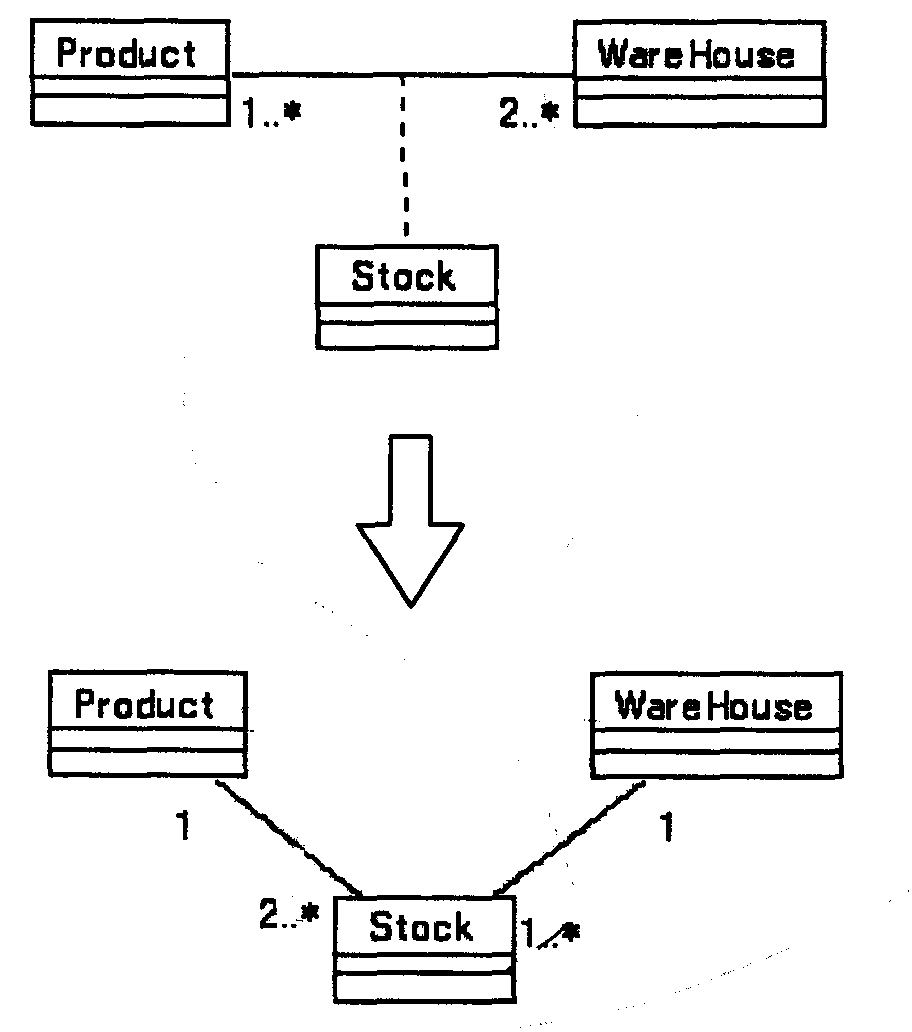 Product
WareHouse
1..*
2..*
Stock
Product
WareHouse
1
1
2..*
Stock
1..*